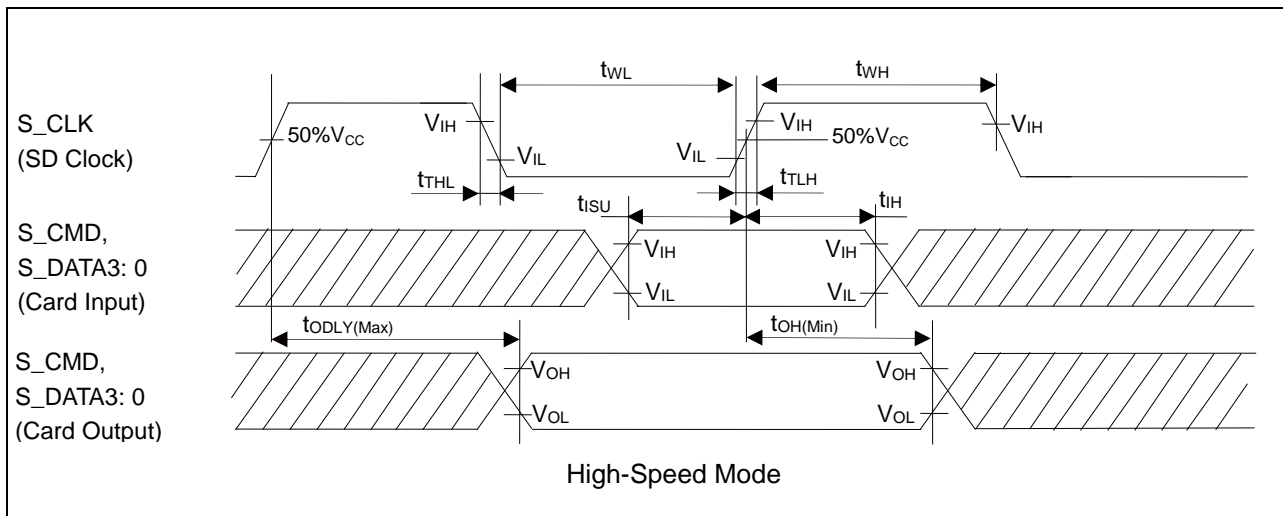 tWL
tWH
S_CLK
(SD Clock)
50%VCC
VIH
VIL
VIL
VIH
50%VCC
VIH
tTHL
tTLH
tISU
tIH
S_CMD,
S_DATA3: 0
(Card Input)
VIH
VIL
VIH
VIL
tODLY(Max)
tOH(Min)
S_CMD,
S_DATA3: 0
(Card Output)
VOH
VOL
VOH
VOL
High-Speed Mode